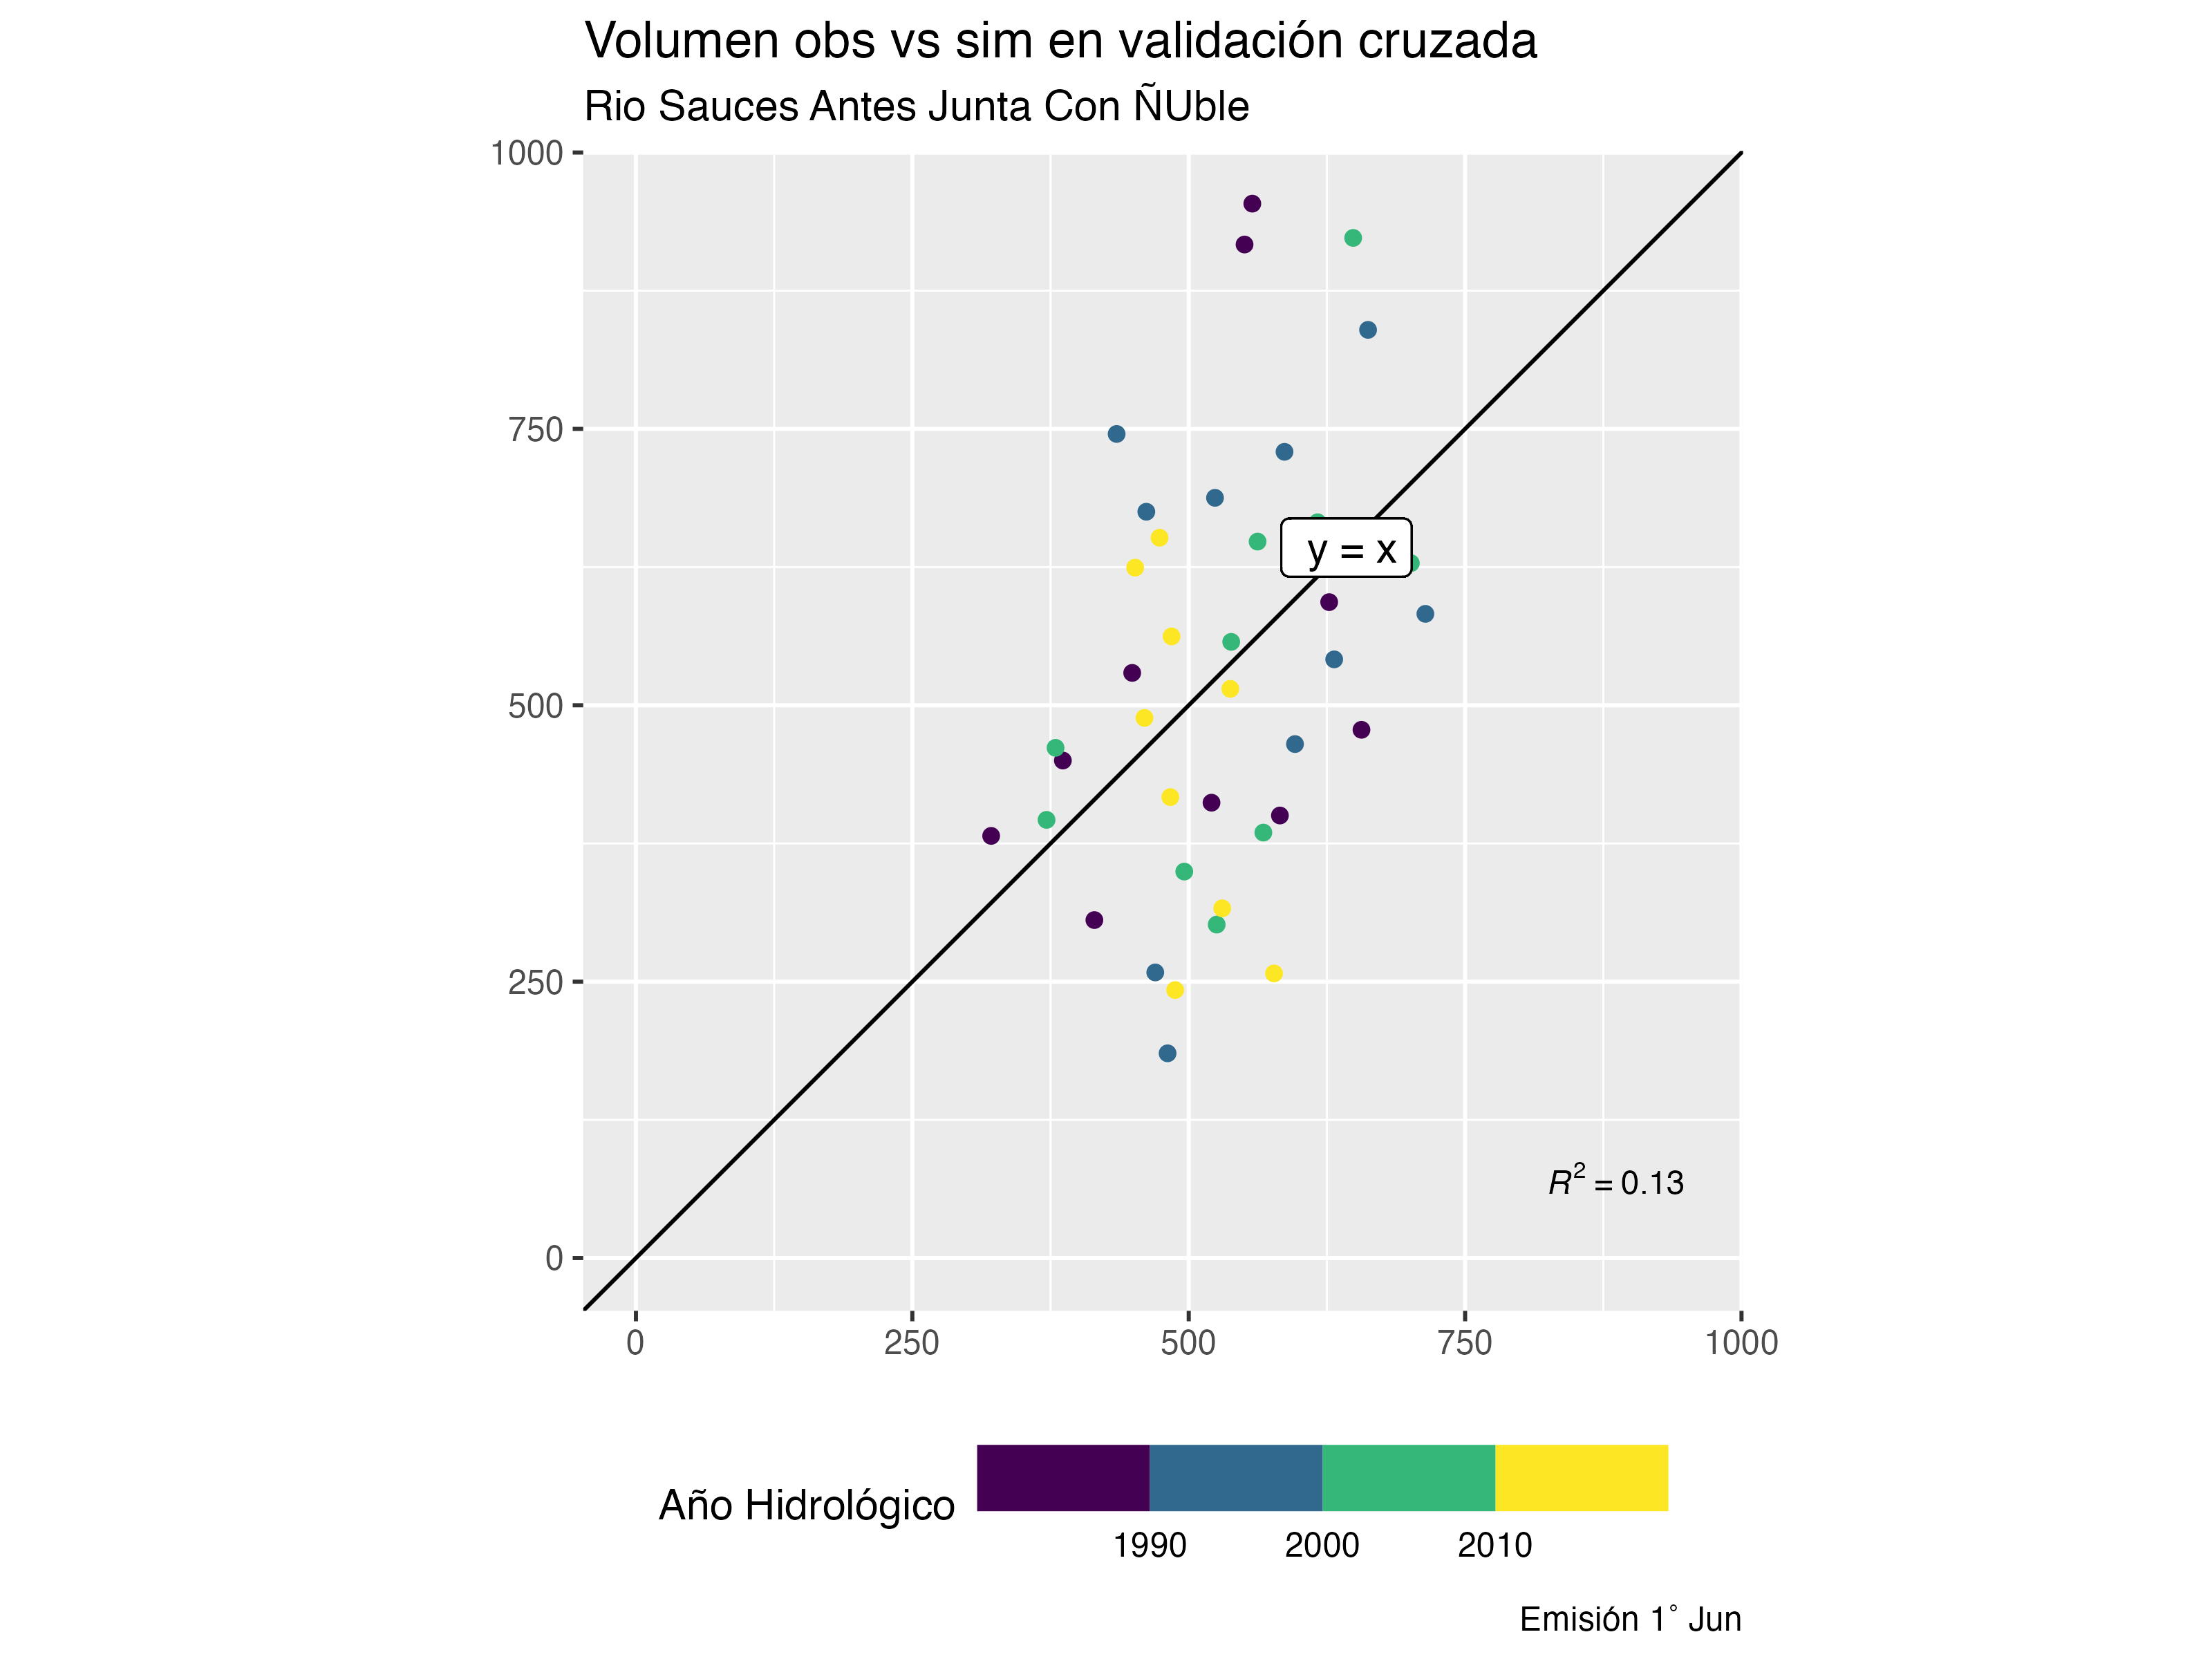 Volumen obs vs sim en validación cruzada
Rio Sauces Antes Junta Con ÑUble
1000
750
500
250
0
y = x
R² = 0.13
0 250 500 750 1000
Año Hidrológico
1990 2000 2010
Emisión 1° Jun